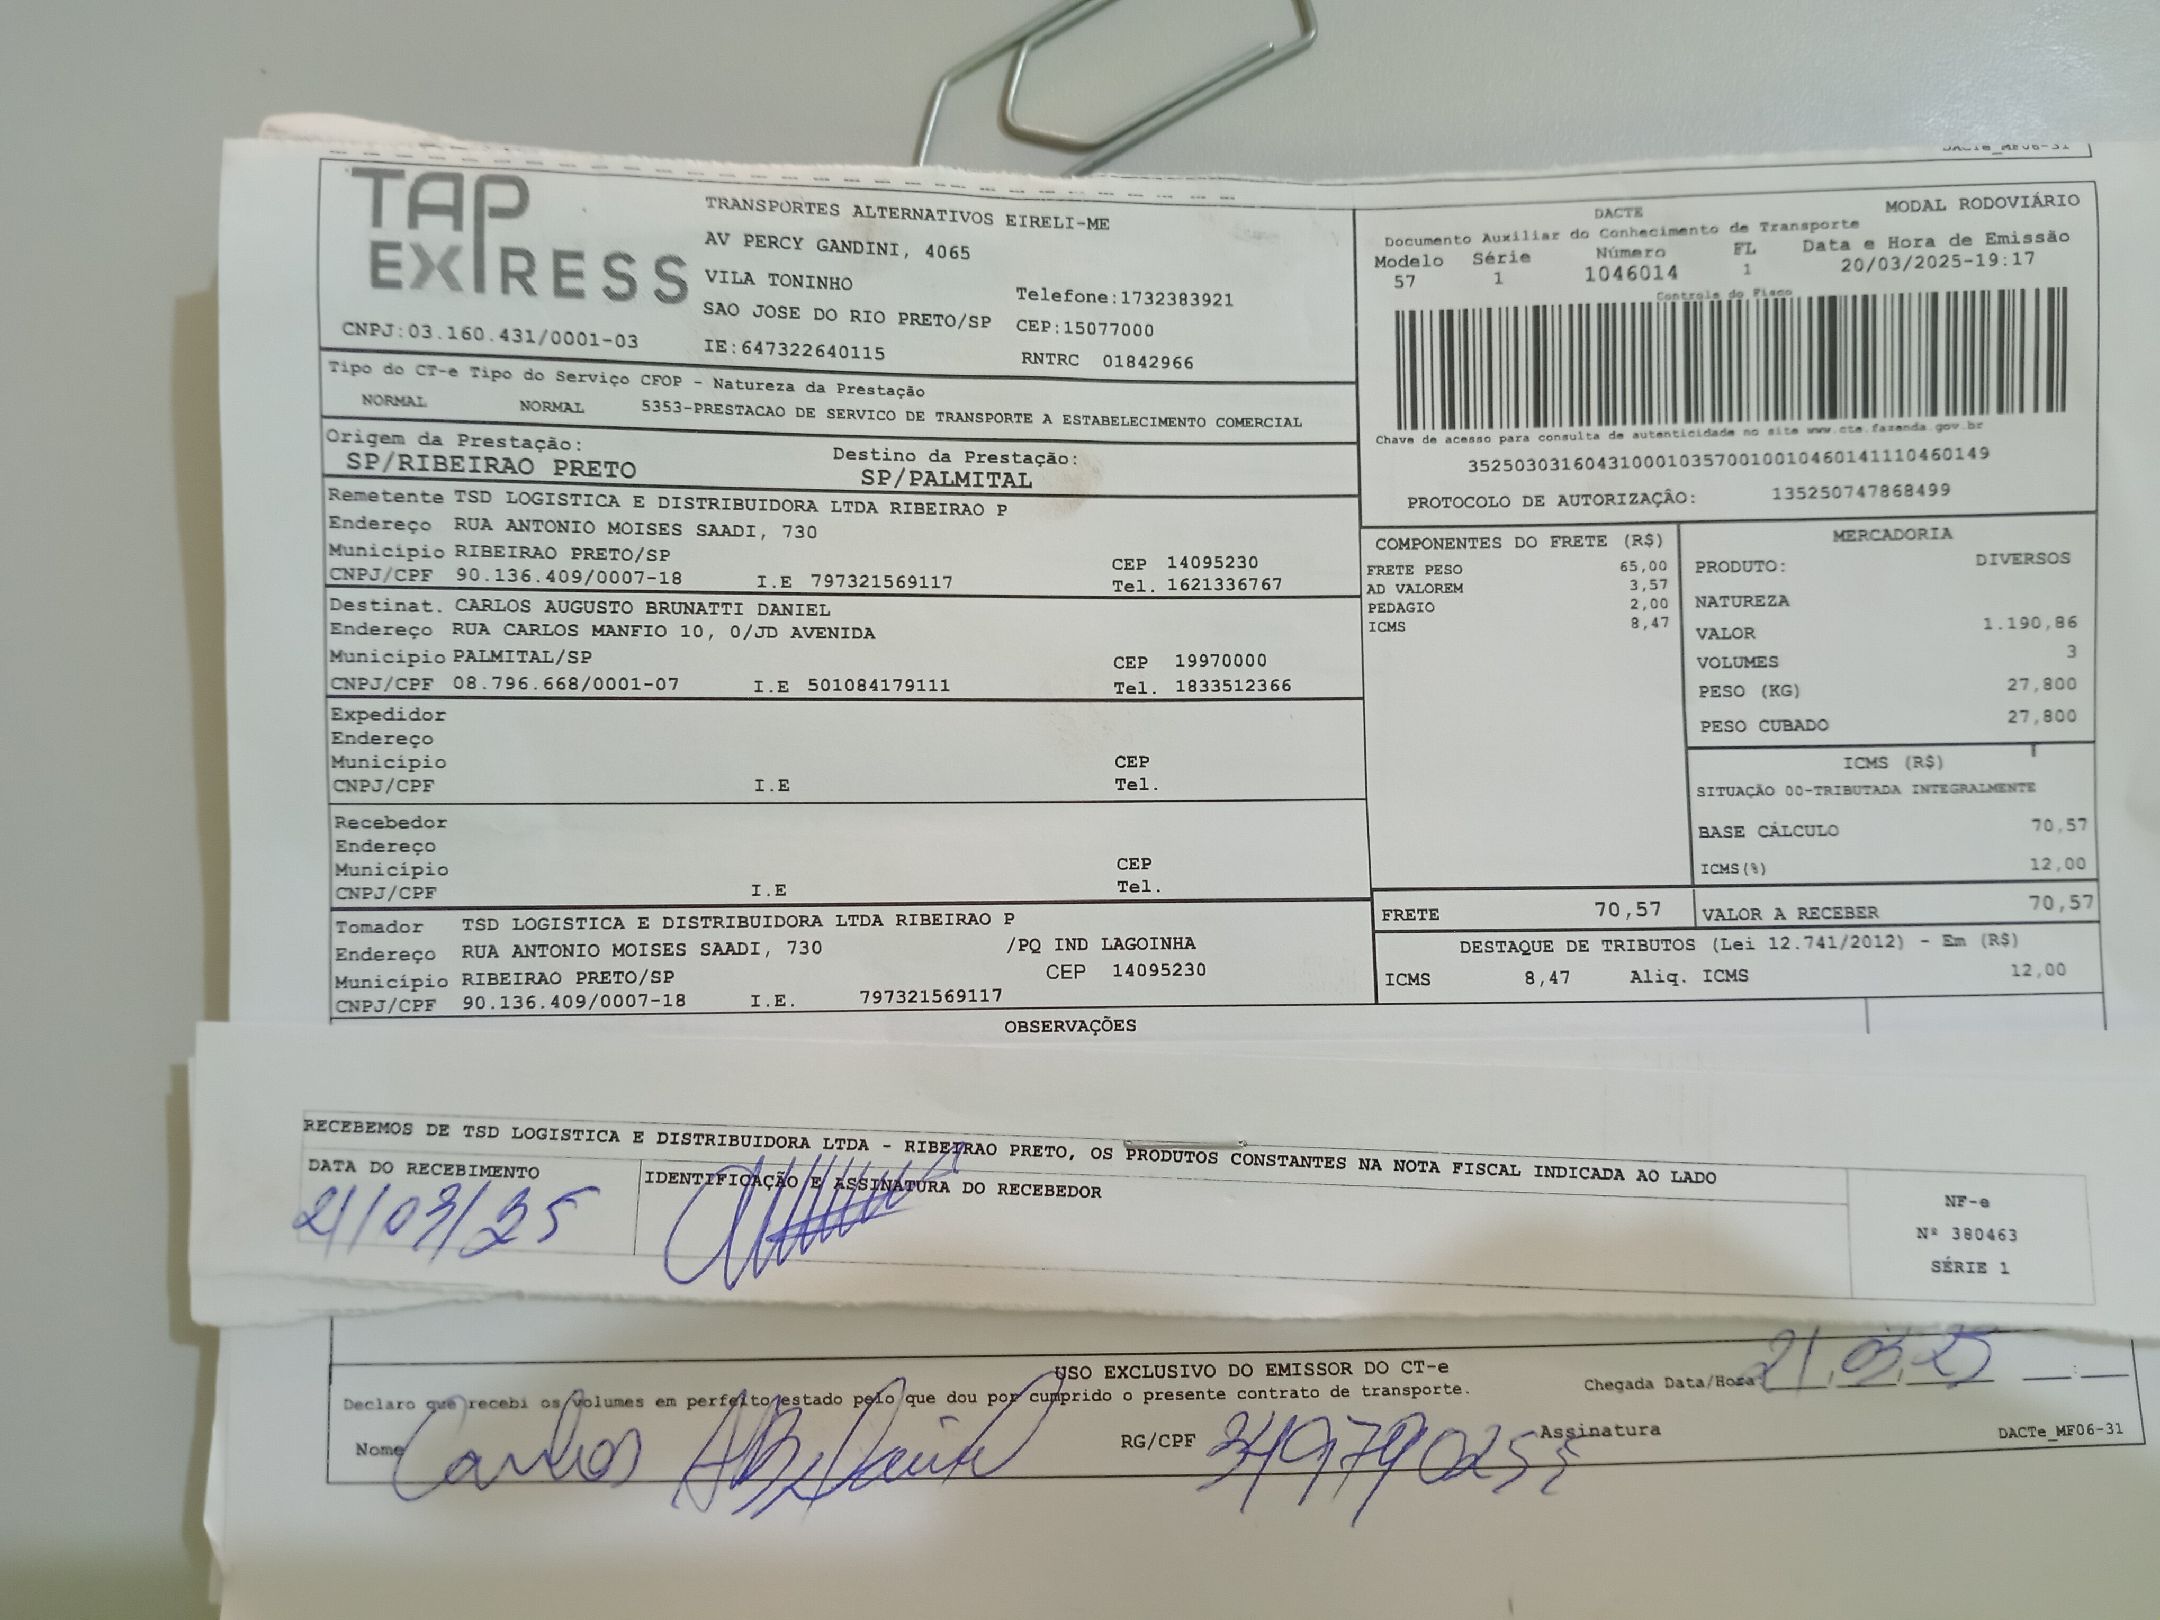 TAP
EXPRESS
CNPJ:03.160.431/0001-03
TRANSPORTES ALTERNATIVOS EIRELI-ME
AV PERCY GANDINI, 4065
VILA TONINHO
Telefone:1732383921
SAO JOSE DO RIO PRETO/SP CEP:15077000
IE:647322640115 RNTRC 01842966
DACTe_MF06-31
DACTE MODAL RODOVIÁRIO
Documento Auxiliar do Conhecimento de Transporte
Modelo Série Número FL Data e Hora de Emissão
57 1 1046014 1 20/03/2025-19:17
Controle do Fisco
Chave de acesso para consulta de autenticidade no site www.cte.fazenda.gov.br
35250303160431000103570010010460141110460149
PROTOCOLO DE AUTORIZAÇÃO: 135250747868499
Tipo do CT-e Tipo do Serviço CFOP - Natureza da Prestação
NORMAL NORMAL 5353-PRESTACAO DE SERVICO DE TRANSPORTE A ESTABELECIMENTO COMERCIAL
Origem da Prestação: Destino da Prestação:
SP/RIBEIRAO PRETO SP/PALMITAL
Remetente TSD LOGISTICA E DISTRIBUIDORA LTDA RIBEIRAO P
Endereço RUA ANTONIO MOISES SAADI, 730
Município RIBEIRAO PRETO/SP CEP 14095230
CNPJ/CPF 90.136.409/0007-18 I.E 797321569117 Tel. 1621336767
Destinat. CARLOS AUGUSTO BRUNATTI DANIEL
Endereço RUA CARLOS MANFIO 10, 0/JD AVENIDA
Municipio PALMITAL/SP CEP 19970000
CNPJ/CPF 08.796.668/0001-07 I.E 501084179111 Tel. 1833512366
Expedidor
Endereço
Município CEP
CNPJ/CPF I.E Tel.
Recebedor
Endereço
Município CEP
CNPJ/CPF I.E Tel.
Tomador TSD LOGISTICA E DISTRIBUIDORA LTDA RIBEIRAO P
Endereço RUA ANTONIO MOISES SAADI, 730 /PQ IND LAGOINHA
Município RIBEIRAO PRETO/SP CEP 14095230
CNPJ/CPF 90.136.409/0007-18 I.E. 797321569117
COMPONENTES DO FRETE (R$)
FRETE PESO 65,00
AD VALOREM 3,57
PEDAGIO 2,00
ICMS 8,47
MERCADORIA
PRODUTO: DIVERSOS
NATUREZA
VALOR 1.190,86
VOLUMES 3
PESO (KG) 27,800
PESO CUBADO 27,800
ICMS (R$)
SITUAÇÃO 00-TRIBUTADA INTEGRALMENTE
BASE CÁLCULO 70,57
ICMS(%) 12,00
FRETE 70,57 VALOR A RECEBER 70,57
DESTAQUE DE TRIBUTOS (Lei 12.741/2012) - Em (R$)
ICMS 8,47 Aliq. ICMS 12,00
OBSERVAÇÕES
RECEBEMOS DE TSD LOGISTICA E DISTRIBUIDORA LTDA - RIBEIRAO PRETO, OS PRODUTOS CONSTANTES NA NOTA FISCAL INDICADA AO LADO
DATA DO RECEBIMENTO IDENTIFICAÇÃO E ASSINATURA DO RECEBEDOR
21/03/25
NF-e
Nº 380463
SÉRIE 1
USO EXCLUSIVO DO EMISSOR DO CT-e
Declaro que recebi os volumes em perfeito estado pelo que dou por cumprido o presente contrato de transporte. Chegada Data/Hora 21.03.25 :
Nome Carlos RG/CPF Assinatura
DACTe_MF06-31